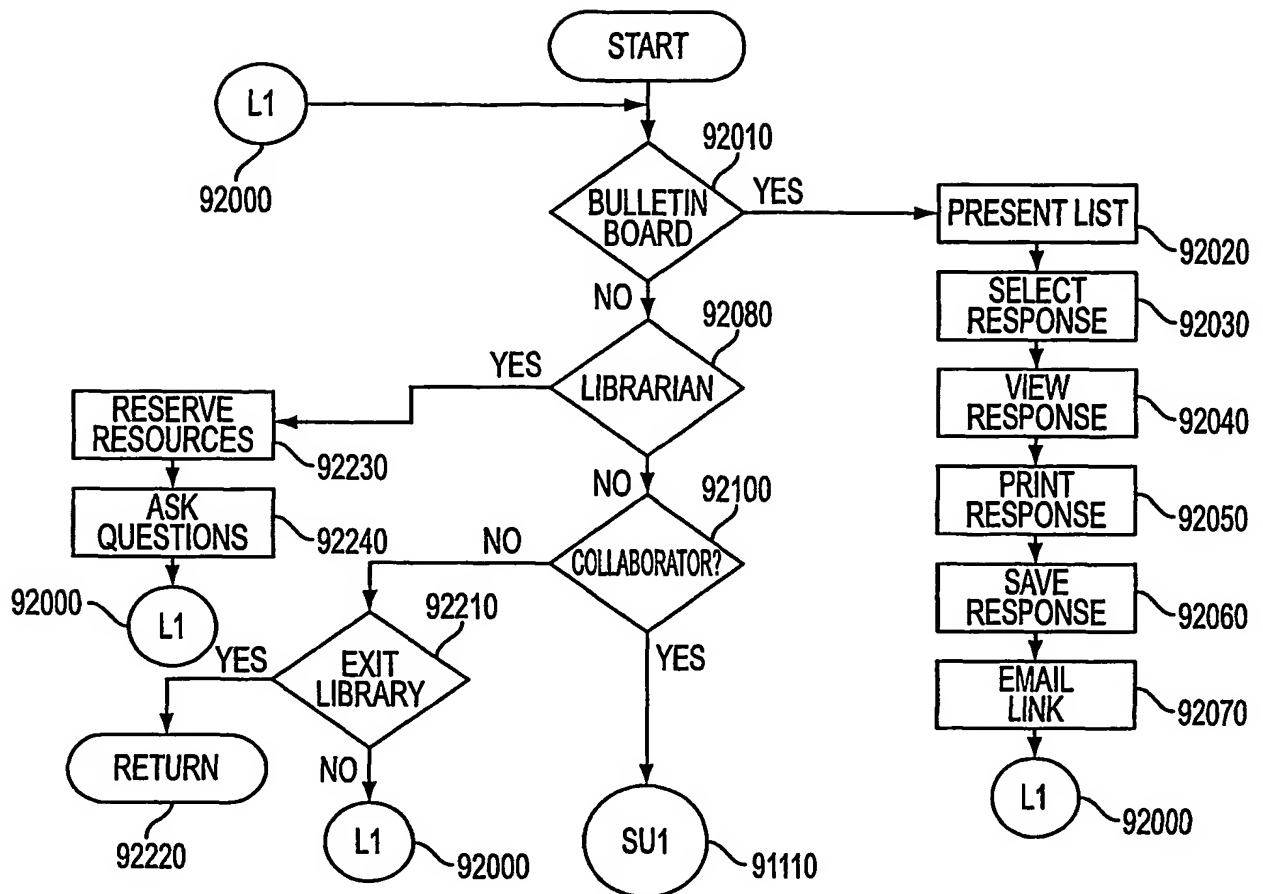 START
L1
92000
92010
BULLETIN
BOARD
YES
PRESENT LIST
92020
NO
SELECT
RESPONSE
92030
92080
LIBRARIAN
YES
VIEW
RESPONSE
92040
RESERVE
RESOURCES
92230
NO
92100
COLLABORATOR?
PRINT
RESPONSE
92050
ASK
QUESTIONS
92240
NO
92000
L1
SAVE
RESPONSE
92060
92210
EXIT
LIBRARY
YES
YES
EMAIL
LINK
92070
RETURN
92220
NO
L1
92000
SU1
91110
L1
92000